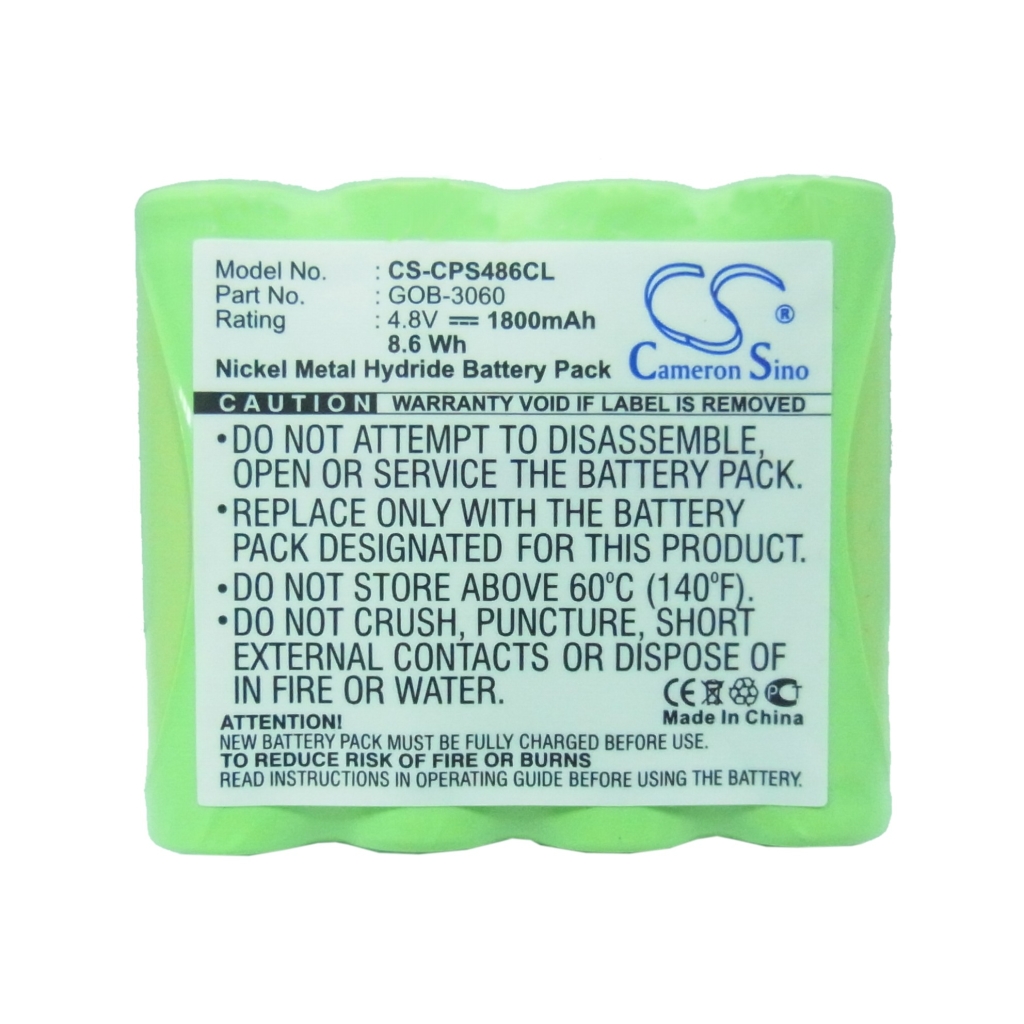 Model No. : CS-CPS486CL
Part No. : GOB-3060
Rating : 4.8V 1800mAh
8.6 Wh
CS ®
Cameron Sino
Nickel Metal Hydride Battery Pack
CAUTION WARRANTY VOID IF LABEL IS REMOVED
•DO NOT ATTEMPT TO DISASSEMBLE,
OPEN OR SERVICE THE BATTERY PACK.
•REPLACE ONLY WITH THE BATTERY
PACK DESIGNATED FOR THIS PRODUCT.
•DO NOT STORE ABOVE 60°C (140°F).
•DO NOT CRUSH, PUNCTURE, SHORT
EXTERNAL CONTACTS OR DISPOSE OF
IN FIRE OR WATER.
CE PCT
Made In China
ATTENTION!
NEW BATTERY PACK MUST BE FULLY CHARGED BEFORE USE.
TO REDUCE RISK OF FIRE OR BURNS
READ INSTRUCTIONS IN OPERATING GUIDE BEFORE USING THE BATTERY.